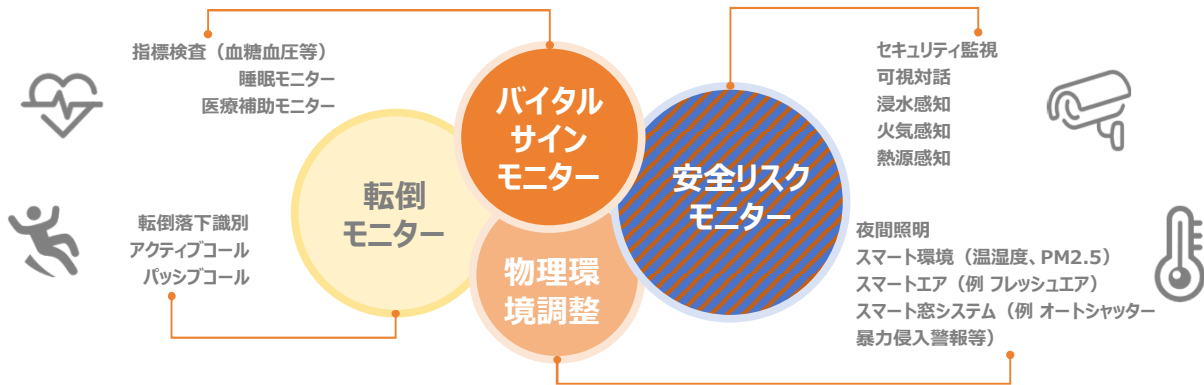 指標検査（血糖血圧等）
睡眠モニター
医療補助モニター
バイタル
サイン
モニター
セキュリティ監視
可視対話
浸水感知
火気感知
熱源感知
転倒
モニター
安全リスク
モニター
転倒落下識別
アクティブコール
パッシブコール
物理環
境調整
夜間照明
スマート環境（温湿度、PM2.5）
スマートエア（例 フレッシュエア）
スマート窓システム（例 オートシャッター
暴力侵入警報等）